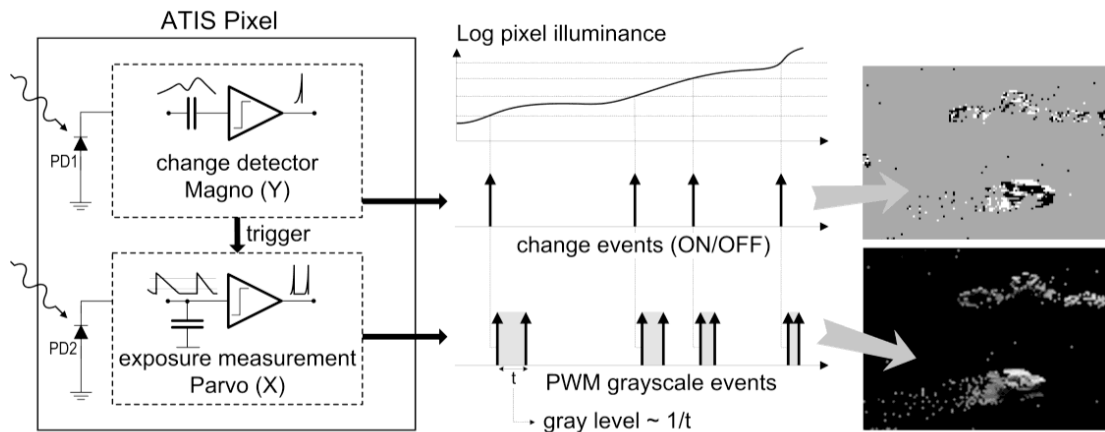 ATIS Pixel
PD1
change detector
Magno (Y)
trigger
PD2
exposure measurement
Parvo (X)
Log pixel illuminance
change events (ON/OFF)
t
PWM grayscale events
gray level ~ 1/t